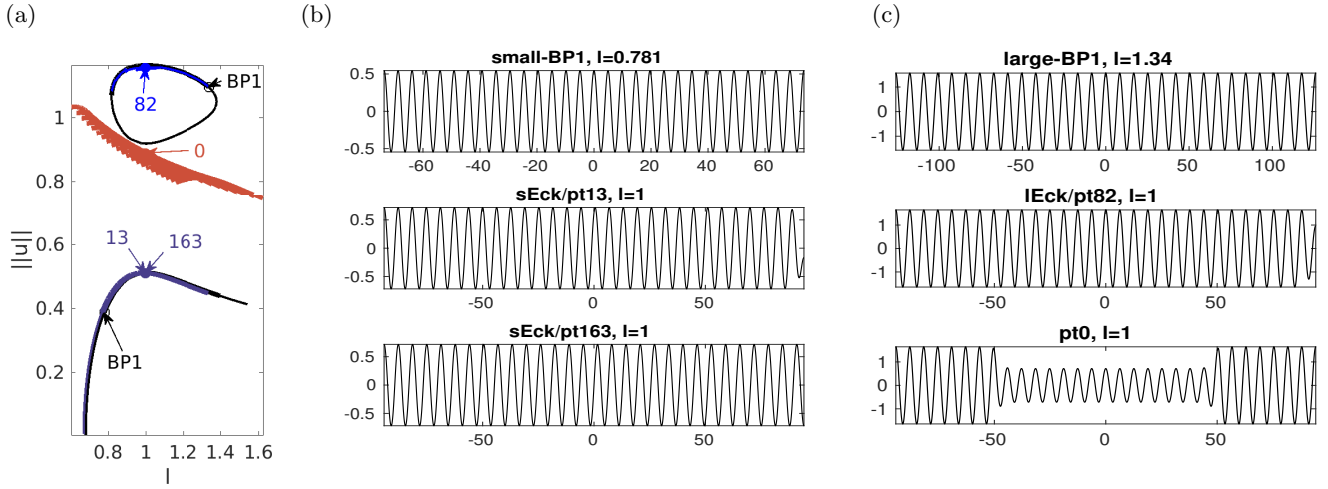 (a)
BP1
82
0
13 163
BP1
||u||
1
0.8
0.6
0.4
0.2
0.8 1 1.2 1.4 1.6
l
(b)
small-BP1, l=0.781
0.5
0
-0.5
-60 -40 -20 0 20 40 60
sEck/pt13, l=1
0.5
0
-0.5
-50 0 50
sEck/pt163, l=1
0.5
0
-0.5
-50 0 50
(c)
large-BP1, l=1.34
1
0
-1
-100 -50 0 50 100
lEck/pt82, l=1
1
0
-1
-50 0 50
pt0, l=1
1
0
-1
-50 0 50